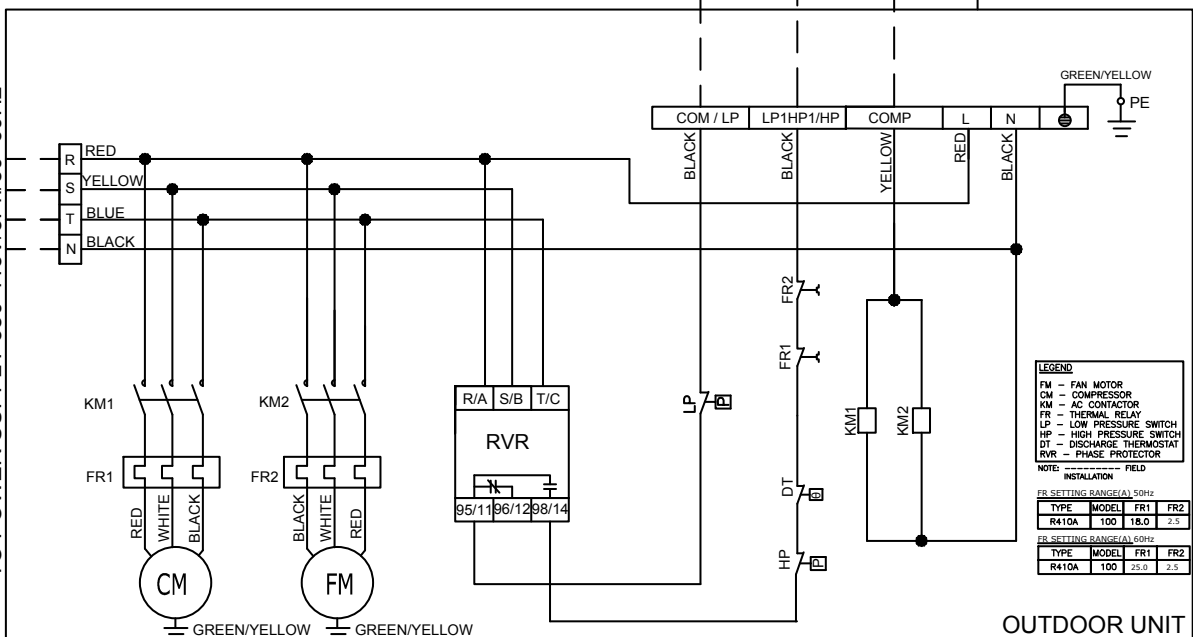 GREEN/YELLOW
PE
COM / LP LP1HP1/HP COMP L N
BLACK BLACK YELLOW RED BLACK
R RED
S YELLOW
T BLUE
N BLACK
FR2
FR1
KM1 KM2
R/A S/B T/C
RVR
LP P
KM1 KM2
FR1 FR2
DT θ
95/11 96/12 98/14
HP P
RED WHITE BLACK
BLACK WHITE RED
CM FM
GREEN/YELLOW GREEN/YELLOW
LEGEND
FM – FAN MOTOR
CM – COMPRESSOR
KM – AC CONTACTOR
FR – THERMAL RELAY
LP – LOW PRESSURE SWITCH
HP – HIGH PRESSURE SWITCH
DT – DISCHARGE THERMOSTAT
RVR – PHASE PROTECTOR
NOTE: --------- FIELD
INSTALLATION
FR SETTING RANGE(A) 50Hz
TYPE MODEL FR1 FR2
R410A 100 18.0 2.5
FR SETTING RANGE(A) 60Hz
TYPE MODEL FR1 FR2
R410A 100 25.0 2.5
OUTDOOR UNIT